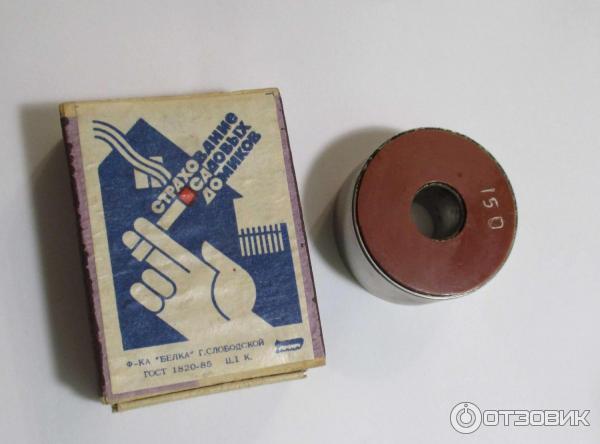 СТРАХОВАНИЕ
САДОВЫХ
ДОМИКОВ
Ф-КА "БЕЛКА" Г.СЛОБОДСКОЙ
ГОСТ 1820-85 Ц.1 К.
150
ОТЗОВИК